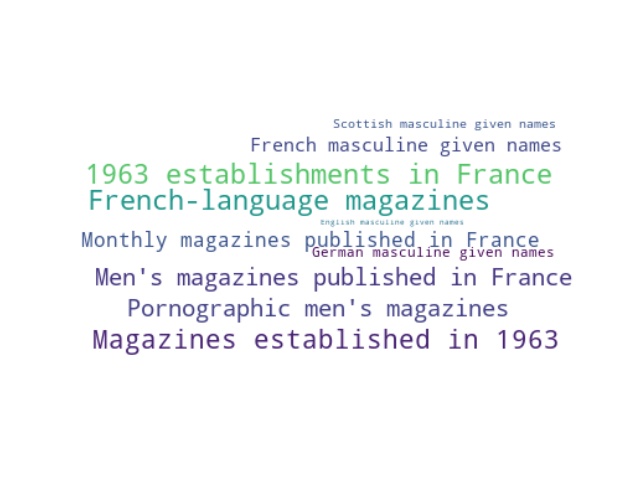 Scottish masculine given names
French masculine given names
1963 establishments in France
French-language magazines
English masculine given names
Monthly magazines published in France
German masculine given names
Men's magazines published in France
Pornographic men's magazines
Magazines established in 1963